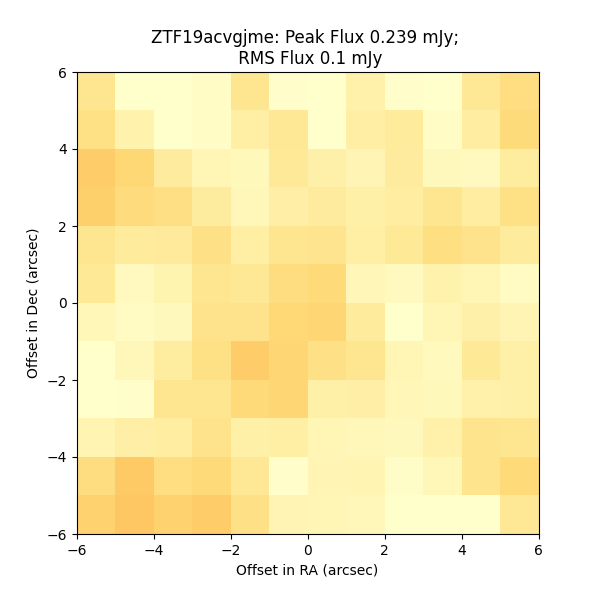 ZTF19acvgjme: Peak Flux 0.239 mJy;
RMS Flux 0.1 mJy
6
4
2
0
−2
−4
−6
Offset in Dec (arcsec)
−6 −4 −2 0 2 4 6
Offset in RA (arcsec)